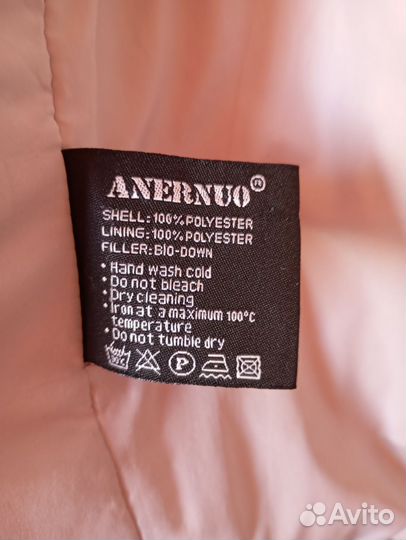 ANERNUO®
SHELL:100%POLYESTER
LINING:100%POLYESTER
FILLER:BIO-DOWN
• Hand wash cold
• Do not bleach
• Dry cleaning
• Iron at a maximum 100°C
temperature
• Do not tumble dry
P
Avito